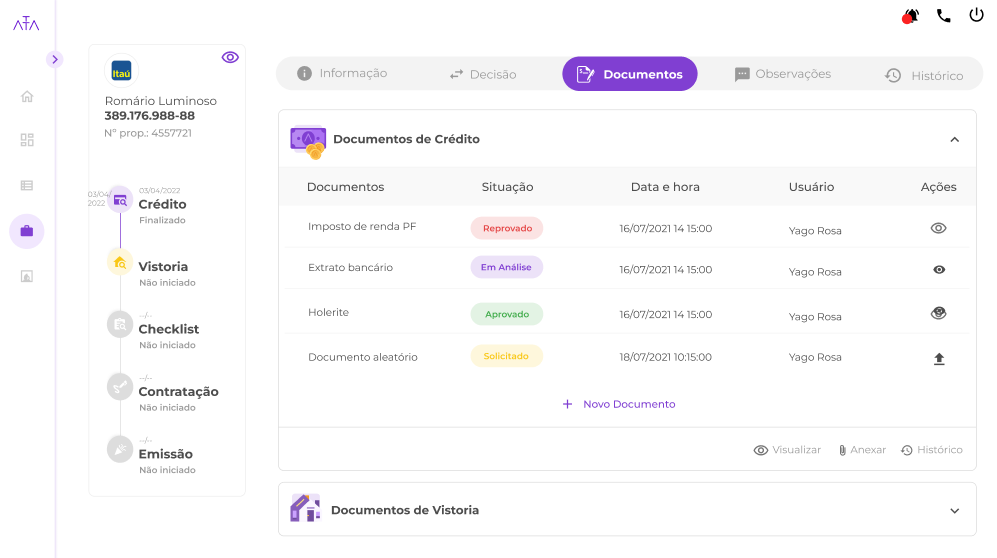 ATA
Itaú
Romário Luminoso
389.176.988-88
Nº prop.: 4557721
03/04/
2022
03/04/2022
Crédito
Finalizado
Vistoria
Não iniciado
--/--
Checklist
Não iniciado
--/--
Contratação
Não iniciado
--/--
Emissão
Não iniciado
Informação
Decisão
Documentos
Observações
Histórico
Documentos de Crédito
Documentos Situação Data e hora Usuário Ações
Imposto de renda PF Reprovado 16/07/2021 14 15:00 Yago Rosa
Extrato bancário Em Análise 16/07/2021 14 15:00 Yago Rosa
Holerite Aprovado 16/07/2021 14 15:00 Yago Rosa
Documento aleatório Solicitado 18/07/2021 10:15:00 Yago Rosa
+ Novo Documento
Visualizar Anexar Histórico
Documentos de Vistoria